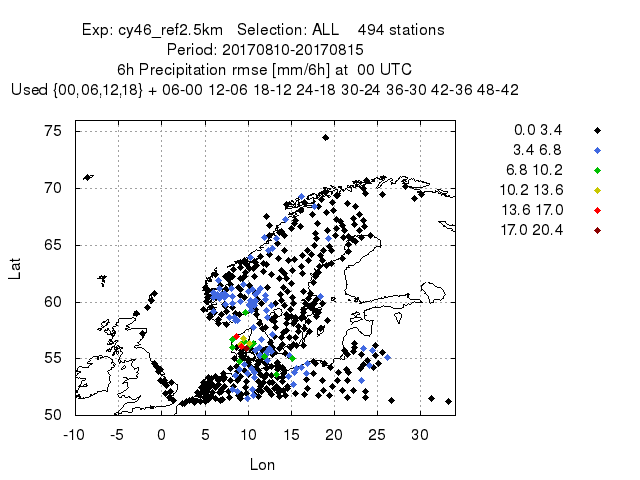 Exp: cy46_ref2.5km   Selection: ALL    494 stations
Period: 20170810-20170815
6h Precipitation rmse [mm/6h] at  00 UTC
Used {00,06,12,18} + 06-00 12-06 18-12 24-18 30-24 36-30 42-36 48-42
0.0 3.4
3.4 6.8
6.8 10.2
10.2 13.6
13.6 17.0
17.0 20.4
75
70
65
60
55
50
Lat
-10 -5 0 5 10 15 20 25 30
Lon